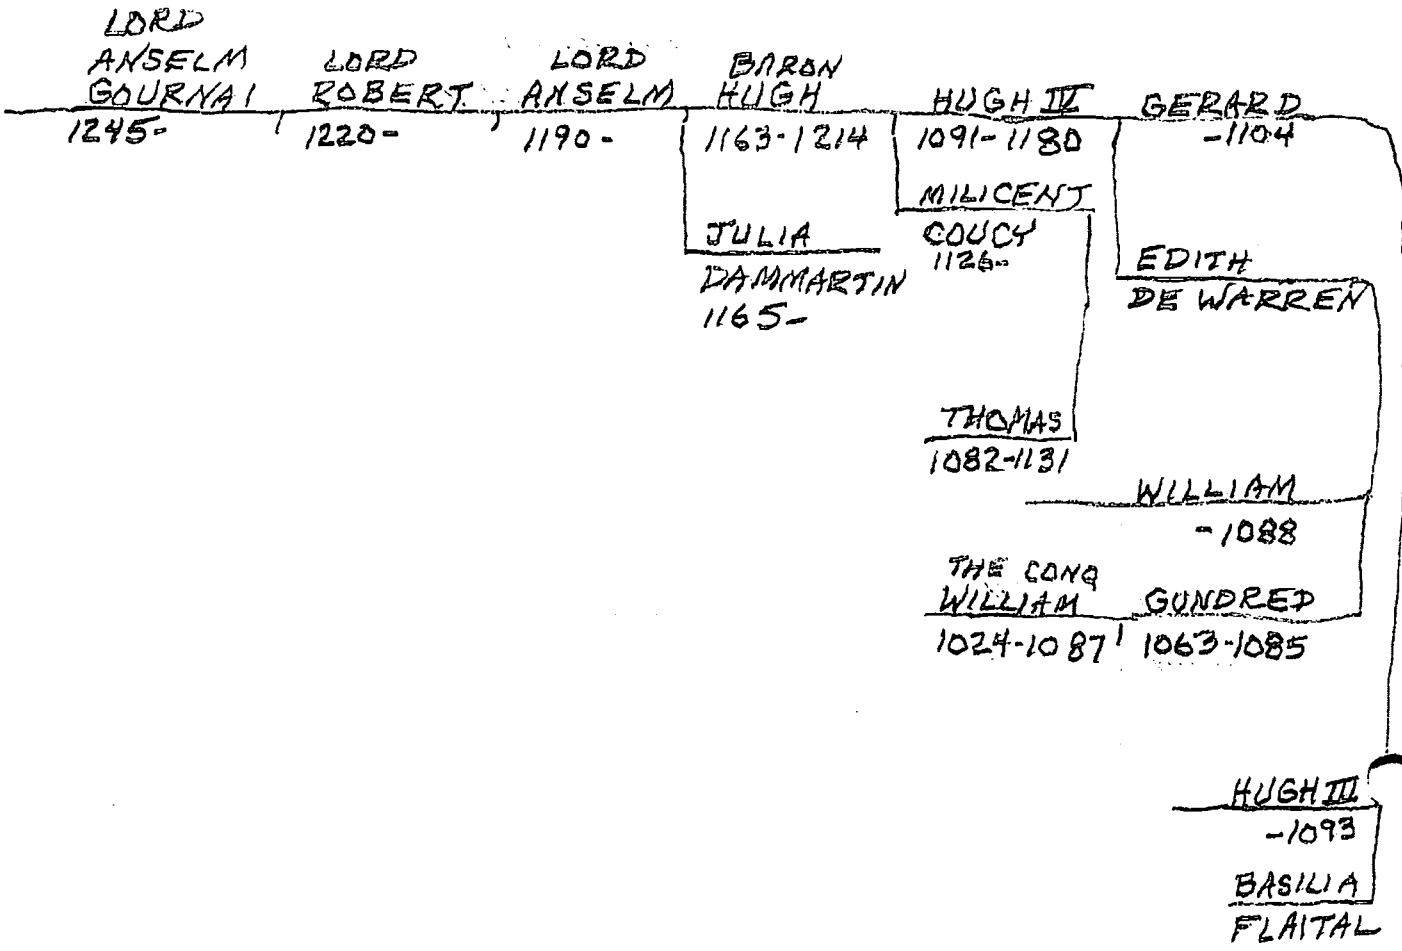 LORD
ANSELM
GOURNAI
1245-
LORD
ROBERT
1220-
LORD
ANSELM
1190-
BARON
HUGH
1163-1214
HUGH IV
1091-1180
GERARD
-1104
MILICENT
COUCY
1126-
JULIA
DAMMARTIN
1165-
EDITH
DE WARREN
THOMAS
1082-1131
WILLIAM
-1088
THE CONQ
WILLIAM
1024-1087
GUNDRED
1063-1085
HUGH III
-1093
BASILIA
FLAITAL